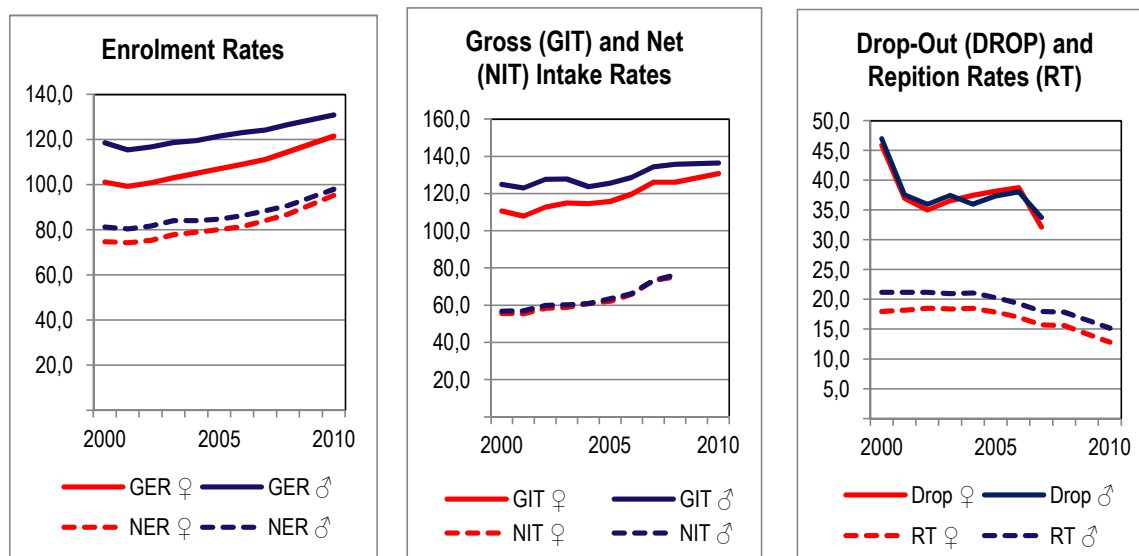 Enrolment Rates
140,0
120,0
100,0
80,0
60,0
40,0
20,0
2000 2005 2010
GER ♀ GER ♂
NER ♀ NER ♂
Gross (GIT) and Net
(NIT) Intake Rates
160,0
140,0
120,0
100,0
80,0
60,0
40,0
20,0
2000 2005 2010
GIT ♀ GIT ♂
NIT ♀ NIT ♂
Drop-Out (DROP) and
Repition Rates (RT)
50,0
45,0
40,0
35,0
30,0
25,0
20,0
15,0
10,0
5,0
2000 2005 2010
Drop ♀ Drop ♂
RT ♀ RT ♂